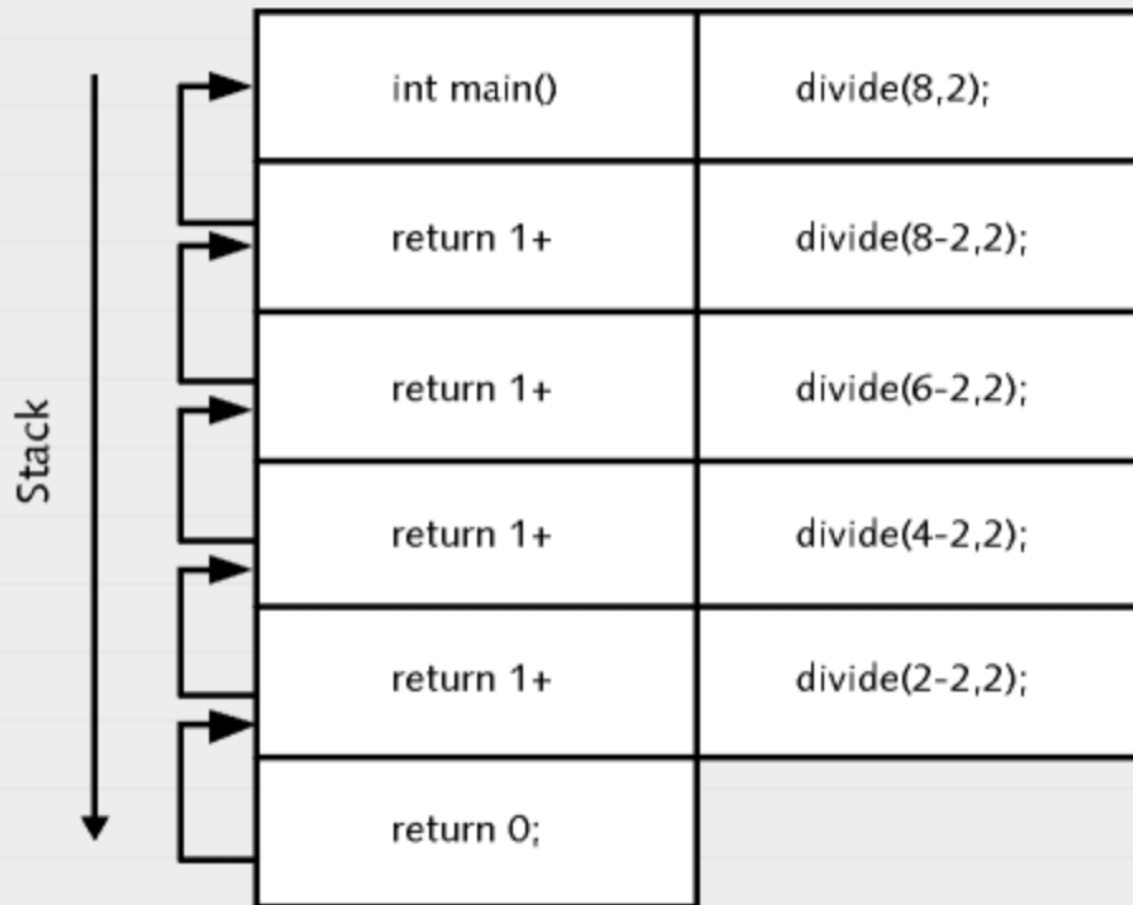 int main() divide(8,2);
return 1+ divide(8-2,2);
return 1+ divide(6-2,2);
Stack
return 1+ divide(4-2,2);
return 1+ divide(2-2,2);
return 0;